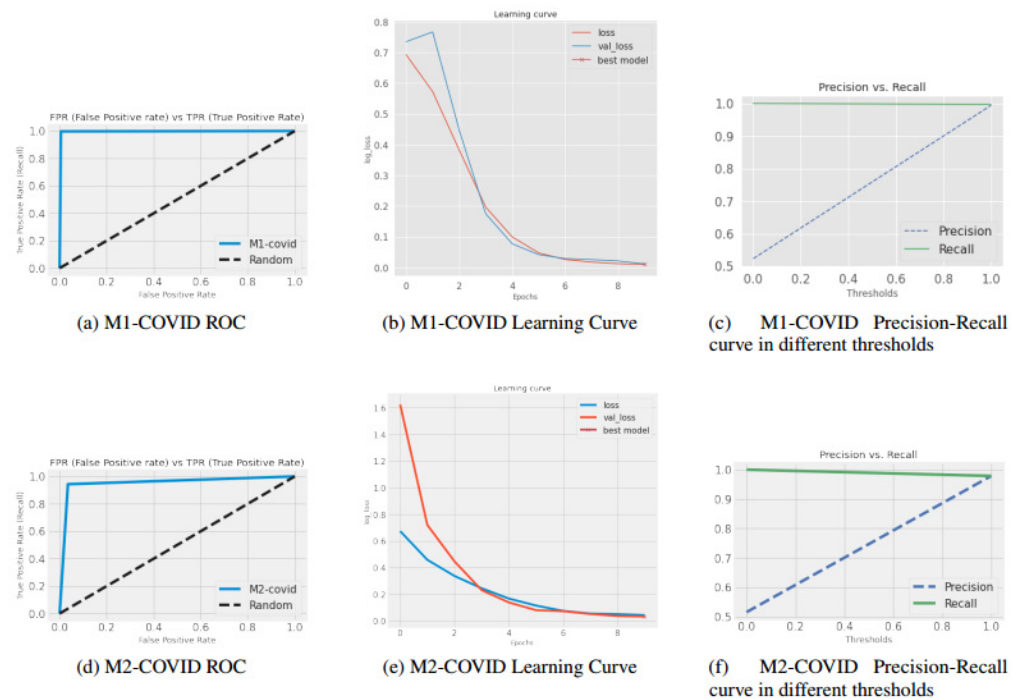 Learning curve
0.8
0.7
0.6
0.5
0.4
0.3
0.2
0.1
0.0
log_loss
loss
val_loss
best model
0 2 4 6 8
Epochs
FPR (False Positive rate) vs TPR (True Positive Rate)
1.0
0.8
0.6
0.4
0.2
0.0
True Positive Rate (Recall)
M1-covid
Random
0.0 0.2 0.4 0.6 0.8 1.0
False Positive Rate
Precision vs. Recall
1.0
0.9
0.8
0.7
0.6
0.5
Precision
Recall
0.0 0.2 0.4 0.6 0.8 1.0
Thresholds
(a) M1-COVID ROC
(b) M1-COVID Learning Curve
(c) M1-COVID Precision-Recall
curve in different thresholds
Learning curve
1.6
1.4
1.2
1.0
0.8
0.6
0.4
0.2
0.0
log_loss
loss
val_loss
best model
0 2 4 6 8
Epochs
FPR (False Positive rate) vs TPR (True Positive Rate)
1.0
0.8
0.6
0.4
0.2
0.0
True Positive Rate (Recall)
M2-covid
Random
0.0 0.2 0.4 0.6 0.8 1.0
False Positive Rate
Precision vs. Recall
1.0
0.9
0.8
0.7
0.6
0.5
Precision
Recall
0.0 0.2 0.4 0.6 0.8 1.0
Thresholds
(d) M2-COVID ROC
(e) M2-COVID Learning Curve
(f) M2-COVID Precision-Recall
curve in different thresholds